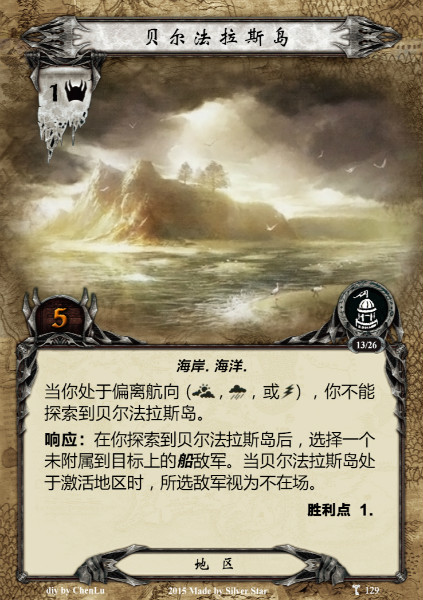 贝尔法拉斯岛
1
5
13/26
海岸. 海洋.
当你处于偏离航向 ( , , 或 ) , 你不能
探索到贝尔法拉斯岛。
响应：在你探索到贝尔法拉斯岛后，选择一个
未附属到目标上的船敌军。当贝尔法拉斯岛处
于激活地区时，所选敌军视为不在场。
胜利点 1.
地区
diy by ChenLu
2015 Made by Silver Star
129